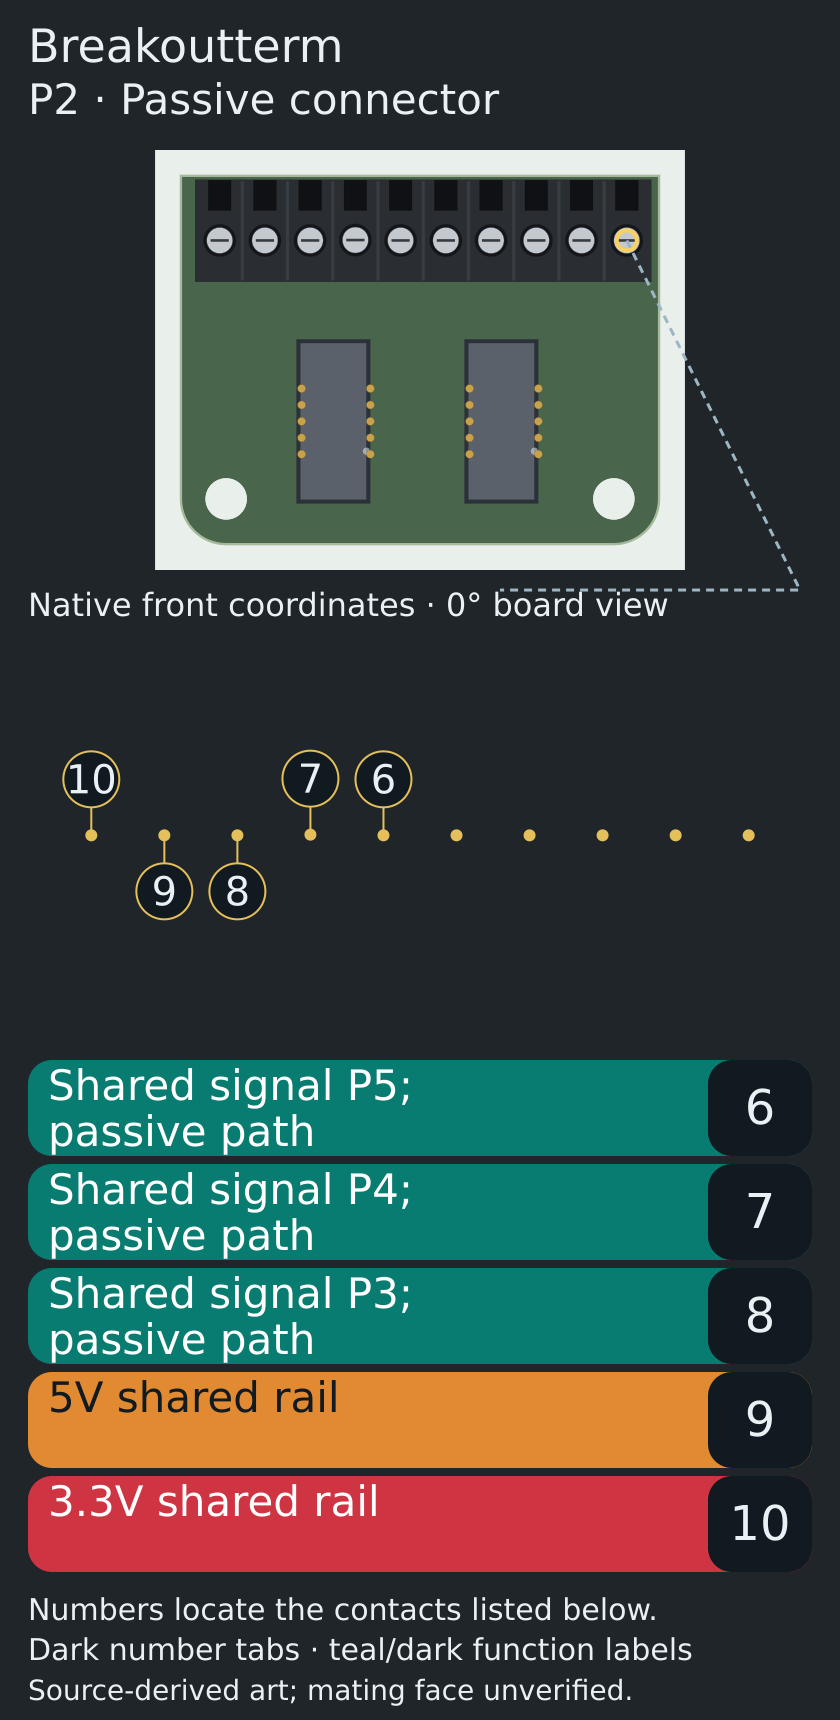 Breakoutterm
P2 · Passive connector
Native front coordinates · 0° board view
10
7
6
9
8
Shared signal P5;
passive path
6
Shared signal P4;
passive path
7
Shared signal P3;
passive path
8
5V shared rail
9
3.3V shared rail
10
Numbers locate the contacts listed below.
Dark number tabs · teal/dark function labels
Source-derived art; mating face unverified.